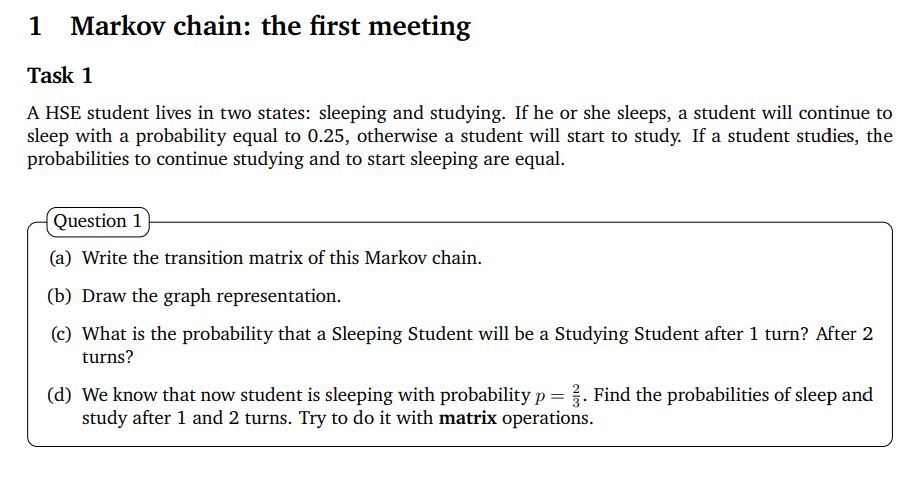 1 Markov chain: the first meeting
Task 1
A HSE student lives in two states: sleeping and studying. If he or she sleeps, a student will continue to
sleep with a probability equal to 0.25, otherwise a student will start to study. If a student studies, the
probabilities to continue studying and to start sleeping are equal.
Question 1
(a) Write the transition matrix of this Markov chain.
(b) Draw the graph representation.
(c) What is the probability that a Sleeping Student will be a Studying Student after 1 turn? After 2
turns?
(d) We know that now student is sleeping with probability p = 2/3. Find the probabilities of sleep and
study after 1 and 2 turns. Try to do it with matrix operations.